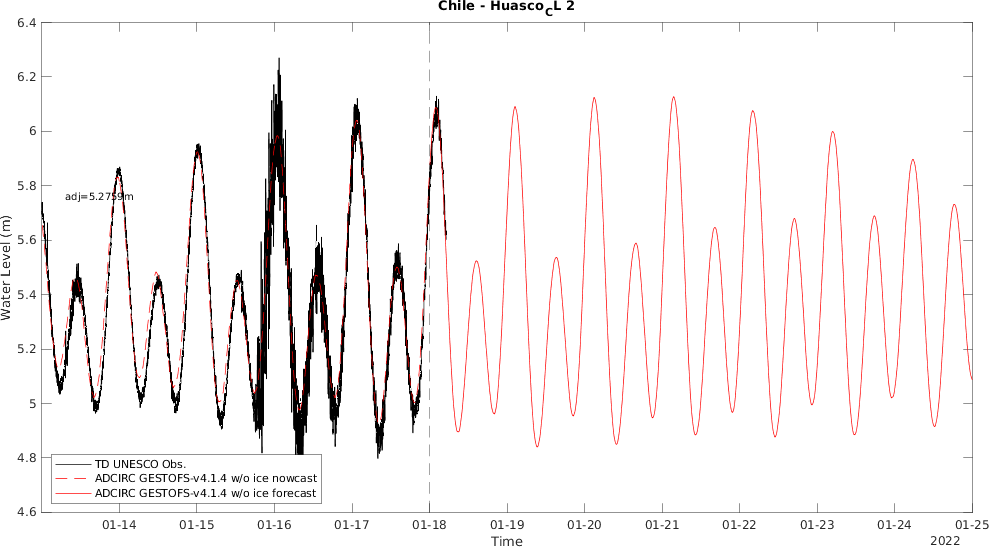 Chile - Huasco_CL 2
6.4
6.2
6
5.8
5.6
5.4
5.2
5
4.8
4.6
Water Level (m)
adj=5.2759m
TD UNESCO Obs.
ADCIRC GESTOFS-v4.1.4 w/o ice nowcast
ADCIRC GESTOFS-v4.1.4 w/o ice forecast
01-14 01-15 01-16 01-17 01-18 01-19 01-20 01-21 01-22 01-23 01-24 01-25
Time
2022